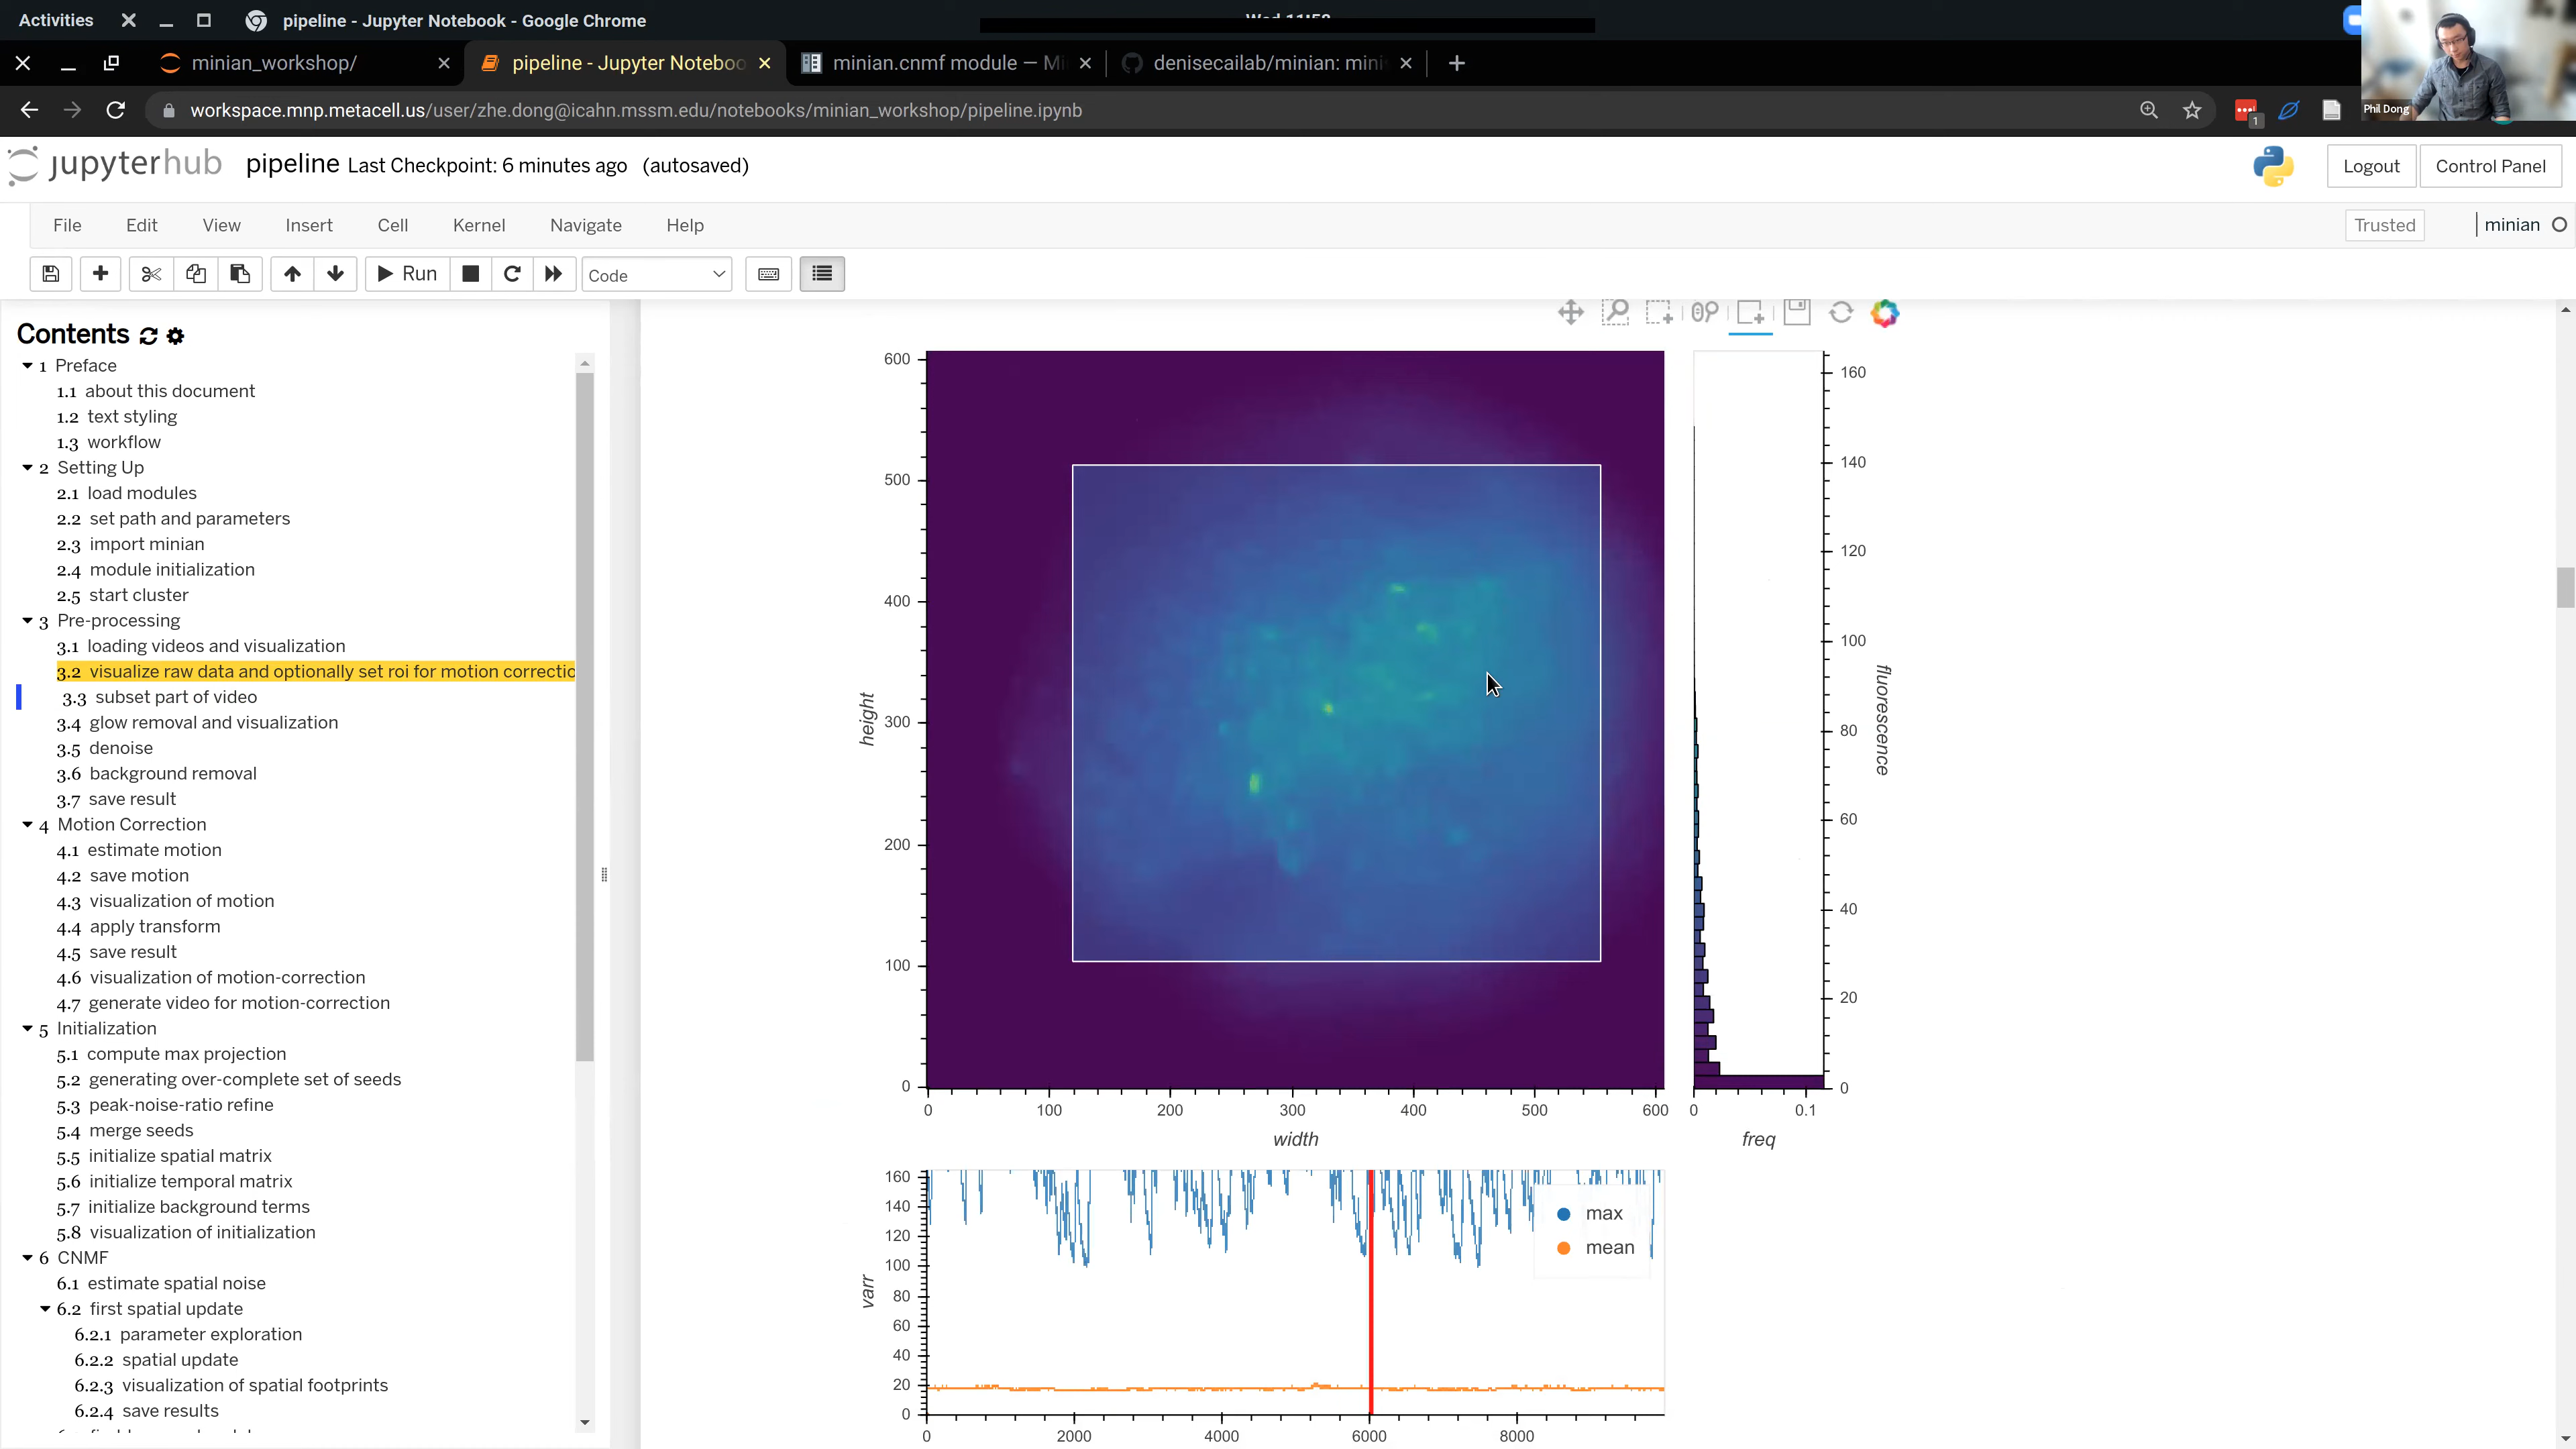 Activities
pipeline - Jupyter Notebook - Google Chrome
minian_workshop/
pipeline - Jupyter Noteboo
minian.cnmf module — Mi
denisecailab/minian: mini
workspace.mnp.metacell.us/user/zhe.dong@icahn.mssm.edu/notebooks/minian_workshop/pipeline.ipynb
1
Phil Dong
jupyterhub
pipeline Last Checkpoint: 6 minutes ago (autosaved)
Logout
Control Panel
File Edit View Insert Cell Kernel Navigate Help
Trusted
minian
Run
Code
Contents
1 Preface
1.1 about this document
1.2 text styling
1.3 workflow
2 Setting Up
2.1 load modules
2.2 set path and parameters
2.3 import minian
2.4 module initialization
2.5 start cluster
3 Pre-processing
3.1 loading videos and visualization
3.2 visualize raw data and optionally set roi for motion correctio
3.3 subset part of video
3.4 glow removal and visualization
3.5 denoise
3.6 background removal
3.7 save result
4 Motion Correction
4.1 estimate motion
4.2 save motion
4.3 visualization of motion
4.4 apply transform
4.5 save result
4.6 visualization of motion-correction
4.7 generate video for motion-correction
5 Initialization
5.1 compute max projection
5.2 generating over-complete set of seeds
5.3 peak-noise-ratio refine
5.4 merge seeds
5.5 initialize spatial matrix
5.6 initialize temporal matrix
5.7 initialize background terms
5.8 visualization of initialization
6 CNMF
6.1 estimate spatial noise
6.2 first spatial update
6.2.1 parameter exploration
6.2.2 spatial update
6.2.3 visualization of spatial footprints
6.2.4 save results
600
500
400
300
200
100
0
height
0 100 200 300 400 500 600
width
160
140
120
100
80
60
40
20
0
fluorescence
0 0.1
freq
160
140
120
100
80
60
40
20
0
varr
max
mean
0 2000 4000 6000 8000